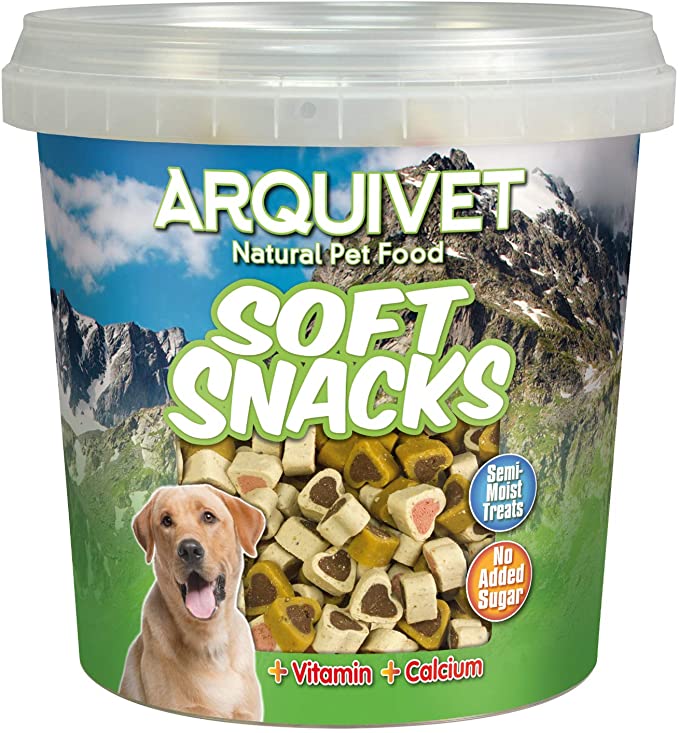 ARQUIVET
Natural Pet Food
SOFT
SNACKS
Semi-
Moist
Treats
No
Added
Sugar
+ Vitamin + Calcium